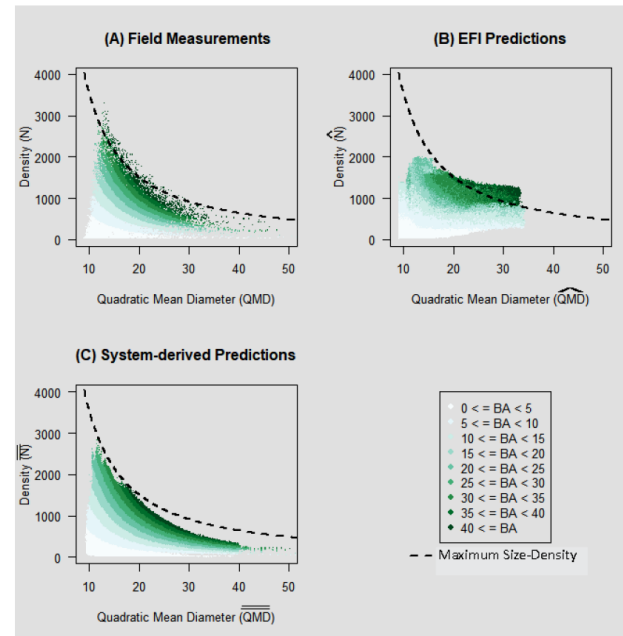 (A) Field Measurements
4000
3000
2000
1000
0
Density (N)
10 20 30 40 50
Quadratic Mean Diameter (QMD)
(B) EFI Predictions
4000
3000
2000
1000
0
Density (N̂)
10 20 30 40 50
Quadratic Mean Diameter (Q͡MD)
(C) System-derived Predictions
4000
3000
2000
1000
0
Density (N̿)
10 20 30 40 50
Quadratic Mean Diameter (Q̿M̿D̿)
0 < = BA < 5
5 < = BA < 10
10 < = BA < 15
15 < = BA < 20
20 < = BA < 25
25 < = BA < 30
30 < = BA < 35
35 < = BA < 40
40 < = BA
Maximum Size-Density